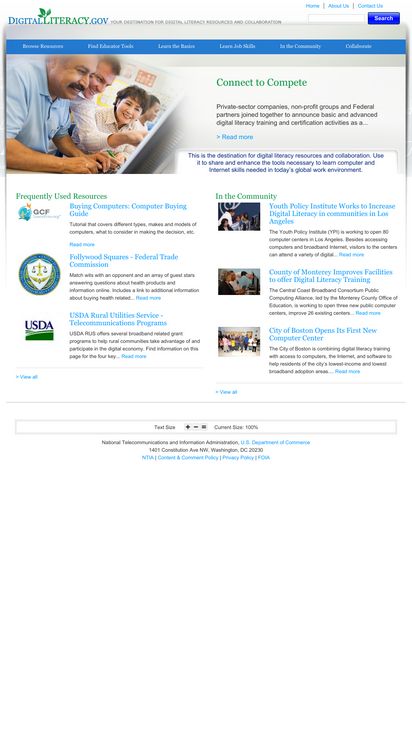 Home | About Us | Contact Us
DIGITALLITERACY.GOV YOUR DESTINATION FOR DIGITAL LITERACY RESOURCES AND COLLABORATION
Search
Browse Resources Find Educator Tools Learn the Basics Learn Job Skills In the Community Collaborate
Connect to Compete
Private-sector companies, non-profit groups and Federal
partners joined together to announce basic and advanced
digital literacy training and certification activities as a...
> Read more
This is the destination for digital literacy resources and collaboration. Use
it to share and enhance the tools necessary to learn computer and
Internet skills needed in today's global work environment.
Frequently Used Resources
GCF
Buying Computers: Computer Buying
Guide
Tutorial that covers different types, makes and models of
computers, what to consider in making the decision, etc.
Read more
Follywood Squares - Federal Trade
Commission
Match wits with an opponent and an array of guest stars
answering questions about health products and
information online. Includes a link to additional information
about buying health related... Read more
USDA
USDA Rural Utilities Service -
Telecommunications Programs
USDA RUS offers several broadband related grant
programs to help rural communities take advantage of and
participate in the digital economy. Find information on this
page for the four key... Read more
> View all
In the Community
Youth Policy Institute Works to Increase
Digital Literacy in communities in Los
Angeles
The Youth Policy Institute (YPI) is working to open 80
computer centers in Los Angeles. Besides accessing
computers and broadband Internet, visitors to the centers
can attend a variety of digital... Read more
County of Monterey Improves Facilities
to offer Digital Literacy Training
The Central Coast Broadband Consortium Public
Computing Alliance, led by the Monterey County Office of
Education, is working to open three new public computer
centers, improve 26 existing centers... Read more
City of Boston Opens Its First New
Computer Center
The City of Boston is combining digital literacy training
with access to computers, the Internet, and software to
help residents of the city's lowest-income and lowest
broadband adoption areas.... Read more
> View all
Text Size + − = Current Size: 100%
National Telecommunications and Information Administration, U.S. Department of Commerce
1401 Constitution Ave NW, Washington, DC 20230
NTIA | Content & Comment Policy | Privacy Policy | FOIA